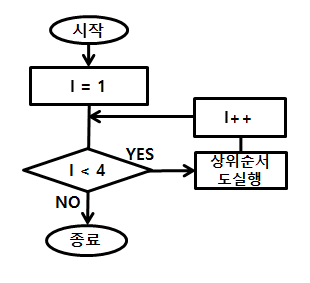 시작
I = 1
I++
I < 4
YES
상위순서
도실행
NO
종료